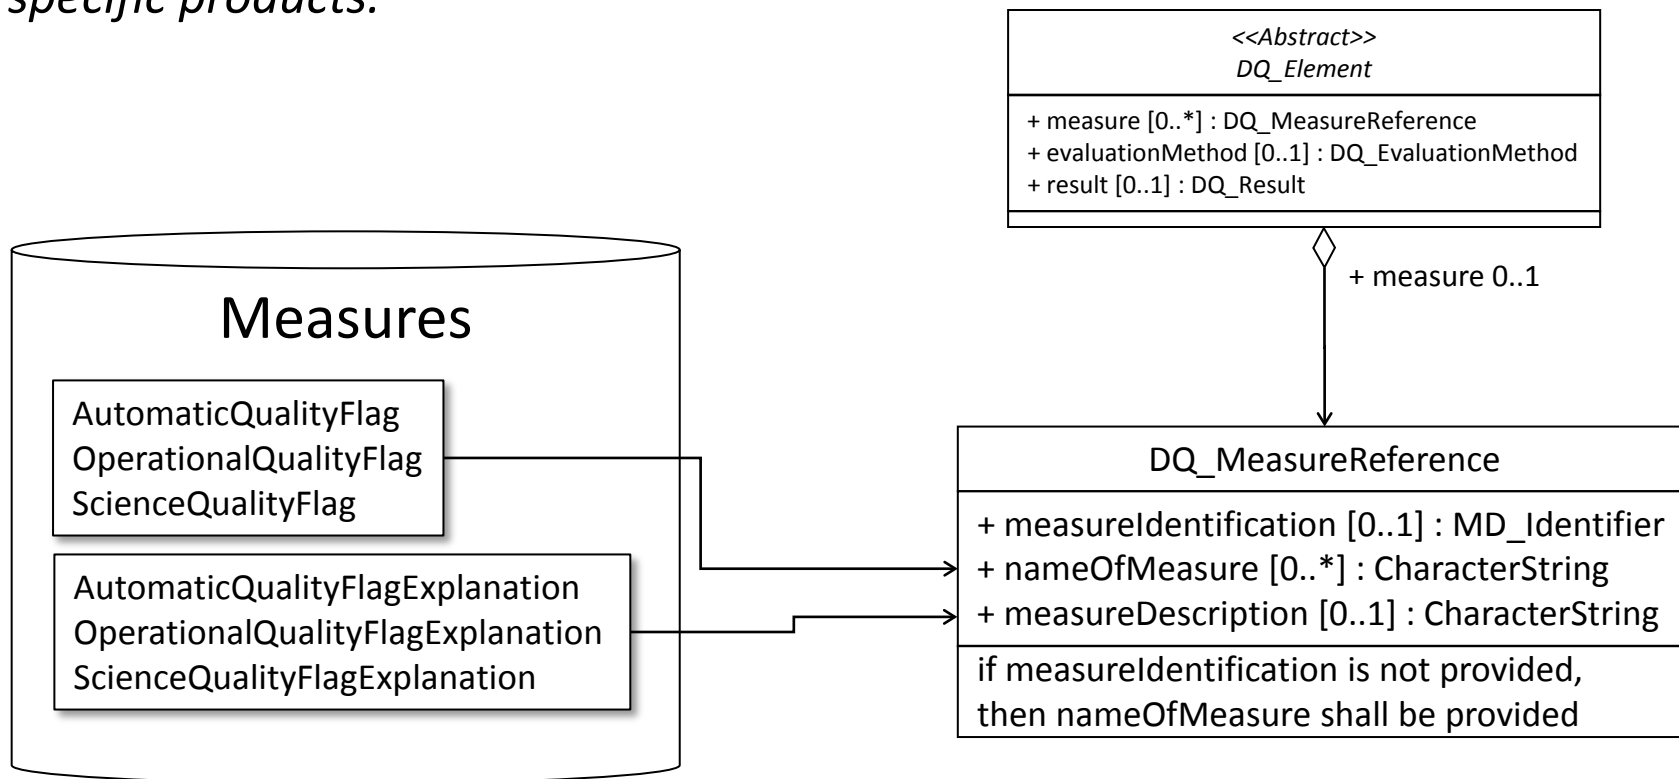 specific products.
<<Abstract>>
DQ_Element
+ measure [0..*] : DQ_MeasureReference
+ evaluationMethod [0..1] : DQ_EvaluationMethod
+ result [0..1] : DQ_Result
+ measure 0..1
Measures
AutomaticQualityFlag
OperationalQualityFlag
ScienceQualityFlag
AutomaticQualityFlagExplanation
OperationalQualityFlagExplanation
ScienceQualityFlagExplanation
DQ_MeasureReference
+ measureIdentification [0..1] : MD_Identifier
+ nameOfMeasure [0..*] : CharacterString
+ measureDescription [0..1] : CharacterString
if measureIdentification is not provided,
then nameOfMeasure shall be provided